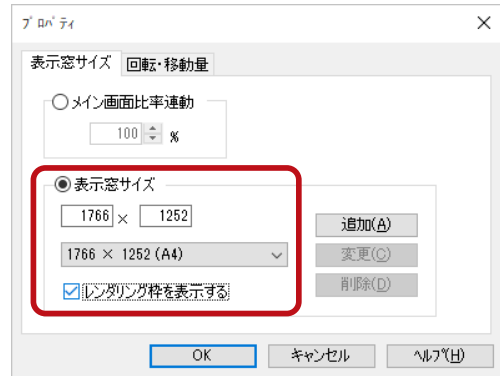 プロパティ
表示窓サイズ 回転・移動量
メイン画面比率連動
100 %
表示窓サイズ
1766 × 1252
追加(A)
1766 × 1252 (A4)
変更(C)
レンダリング枠を表示する
削除(D)
OK キャンセル ヘルプ(H)